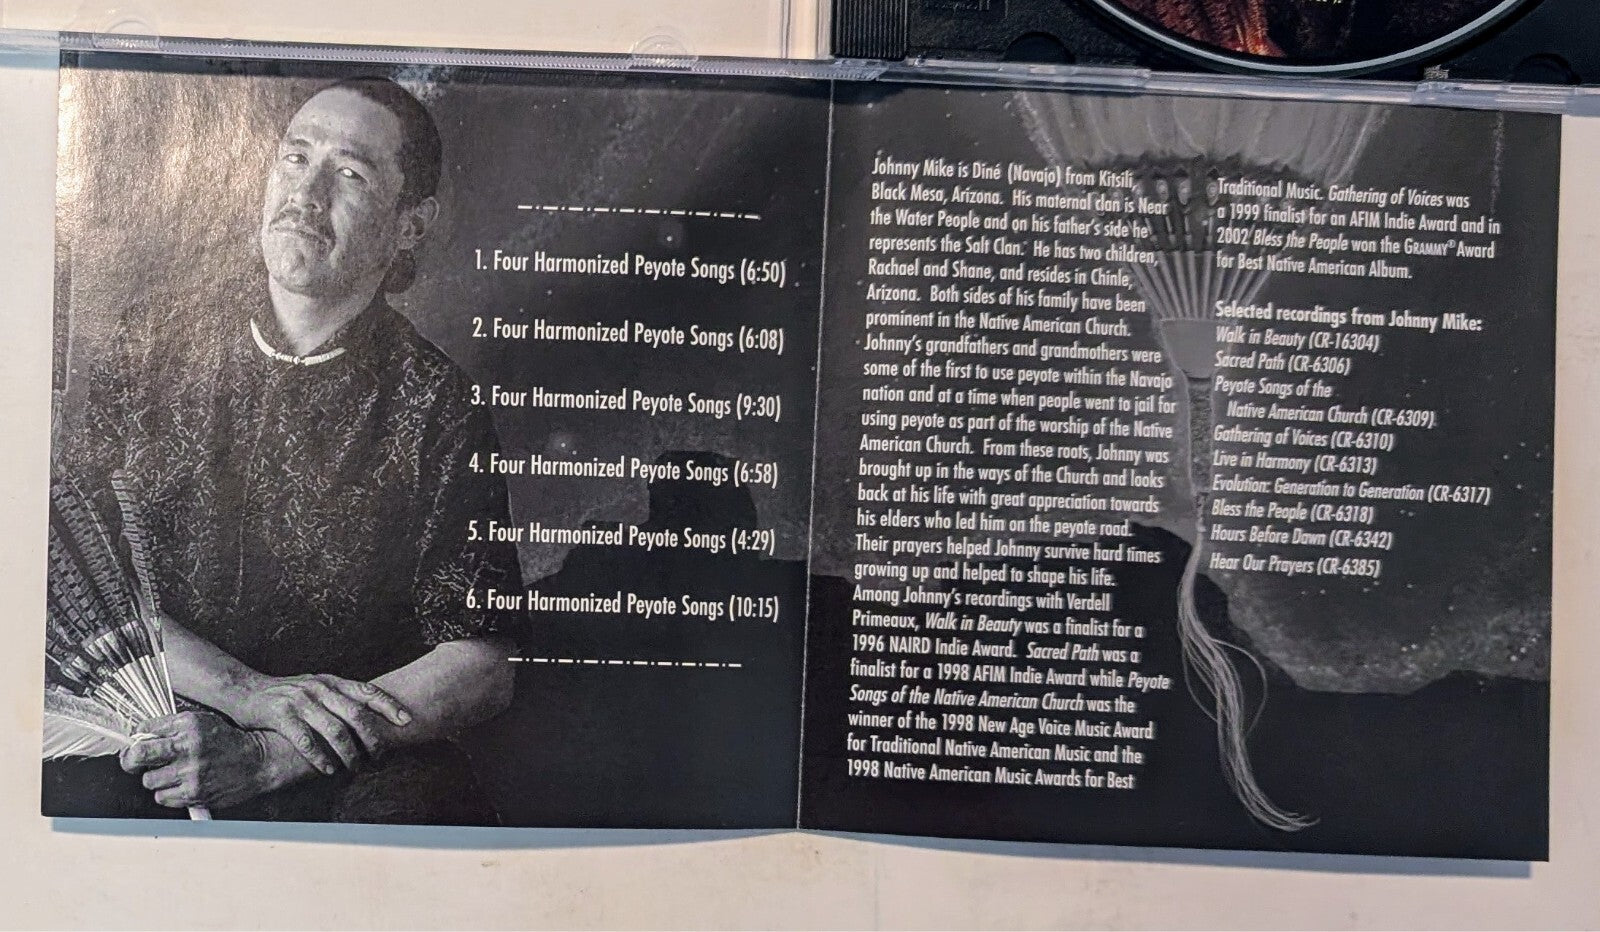 1. Four Harmonized Peyote Songs (6:50)
2. Four Harmonized Peyote Songs (6:08)
3. Four Harmonized Peyote Songs (9:30)
4. Four Harmonized Peyote Songs (6:58)
5. Four Harmonized Peyote Songs (4:29)
6. Four Harmonized Peyote Songs (10:15)
Johnny Mike is Diné (Navajo) from Kitsili,
Black Mesa, Arizona. His maternal clan is Near
the Water People and on his father's side he
represents the Salt Clan. He has two children,
Rachael and Shane, and resides in Chinle,
Arizona. Both sides of his family have been
prominent in the Native American Church.
Johnny's grandfathers and grandmothers were
some of the first to use peyote within the Navajo
nation and at a time when people went to jail for
using peyote as part of the worship of the Native
American Church. From these roots, Johnny was
brought up in the ways of the Church and looks
back at his life with great appreciation towards
his elders who led him on the peyote road.
Their prayers helped Johnny survive hard times
growing up and helped to shape his life.
Among Johnny's recordings with Verdell
Primeaux, Walk in Beauty was a finalist for a
1996 NAIRD Indie Award. Sacred Path was a
finalist for a 1998 AFIM Indie Award while Peyote
Songs of the Native American Church was the
winner of the 1998 New Age Voice Music Award
for Traditional Native American Music and the
1998 Native American Music Awards for Best
Traditional Music. Gathering of Voices was
a 1999 finalist for an AFIM Indie Award and in
2002 Bless the People won the GRAMMY® Award
for Best Native American Album.
Selected recordings from Johnny Mike:
Walk in Beauty (CR-16304)
Sacred Path (CR-6306)
Peyote Songs of the
Native American Church (CR-6309)
Gathering of Voices (CR-6310)
Live in Harmony (CR-6313)
Evolution: Generation to Generation (CR-6317)
Bless the People (CR-6318)
Hours Before Dawn (CR-6342)
Hear Our Prayers (CR-6385)